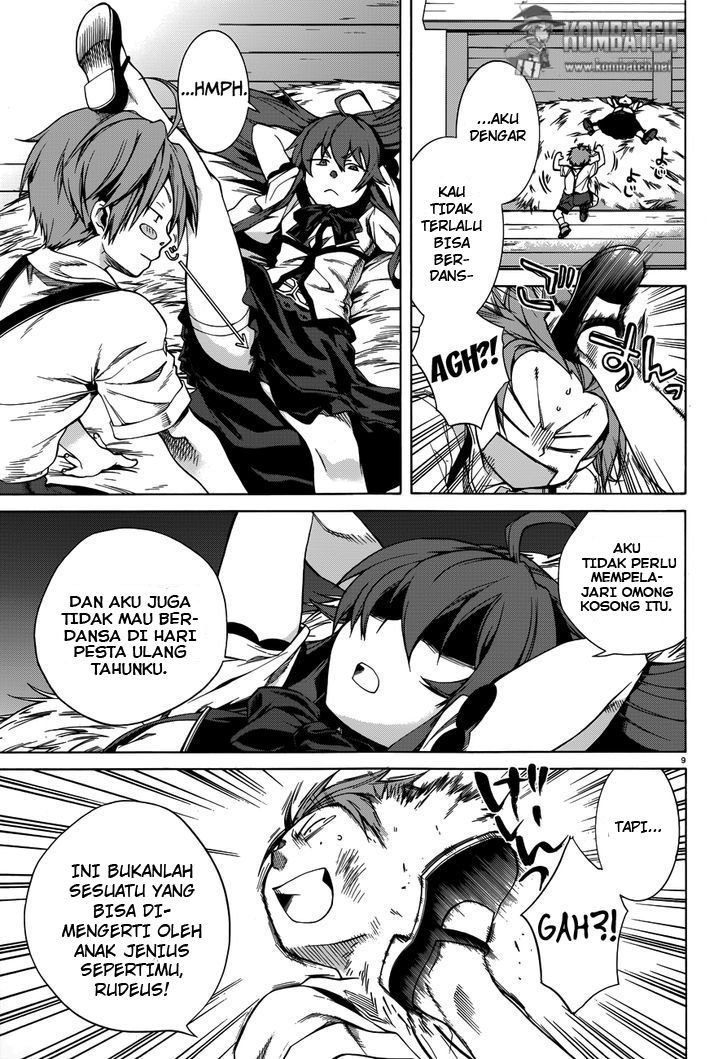 KOMBATCH
www.kombatch.net
...AKU
DENGAR
KAU
TIDAK
TERLALU
BISA
BER-
DANS-
AGH?!
...HMPH.
AKU
TIDAK PERLU
MEMPELA-
JARI OMONG
KOSONG ITU.
DAN AKU JUGA
TIDAK MAU BER-
DANSA DI HARI
PESTA ULANG
TAHUNKU.
9
TAPI...
GAH?!
INI BUKANLAH
SESUATU YANG
BISA DI-
MENGERTI OLEH
ANAK JENIUS
SEPERTIMU,
RUDEUS!